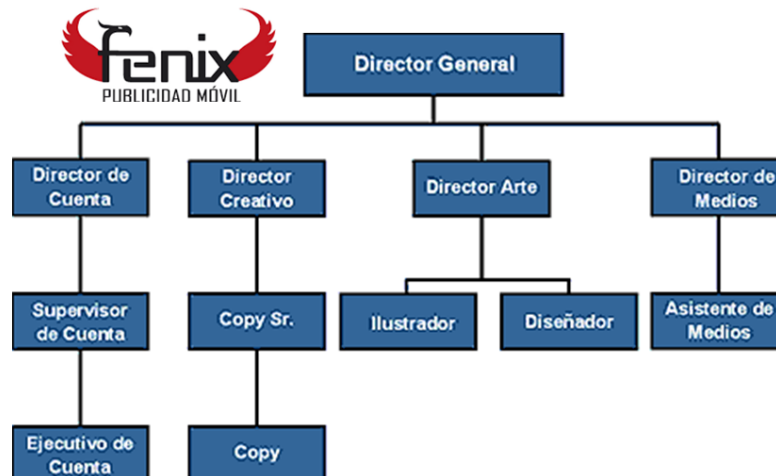 fenix
PUBLICIDAD MÓVIL
Director General
Director de
Cuenta
Director
Creativo
Director Arte
Director de
Medios
Supervisor
de Cuenta
Copy Sr.
Ilustrador
Diseñador
Asistente de
Medios
Ejecutivo de
Cuenta
Copy